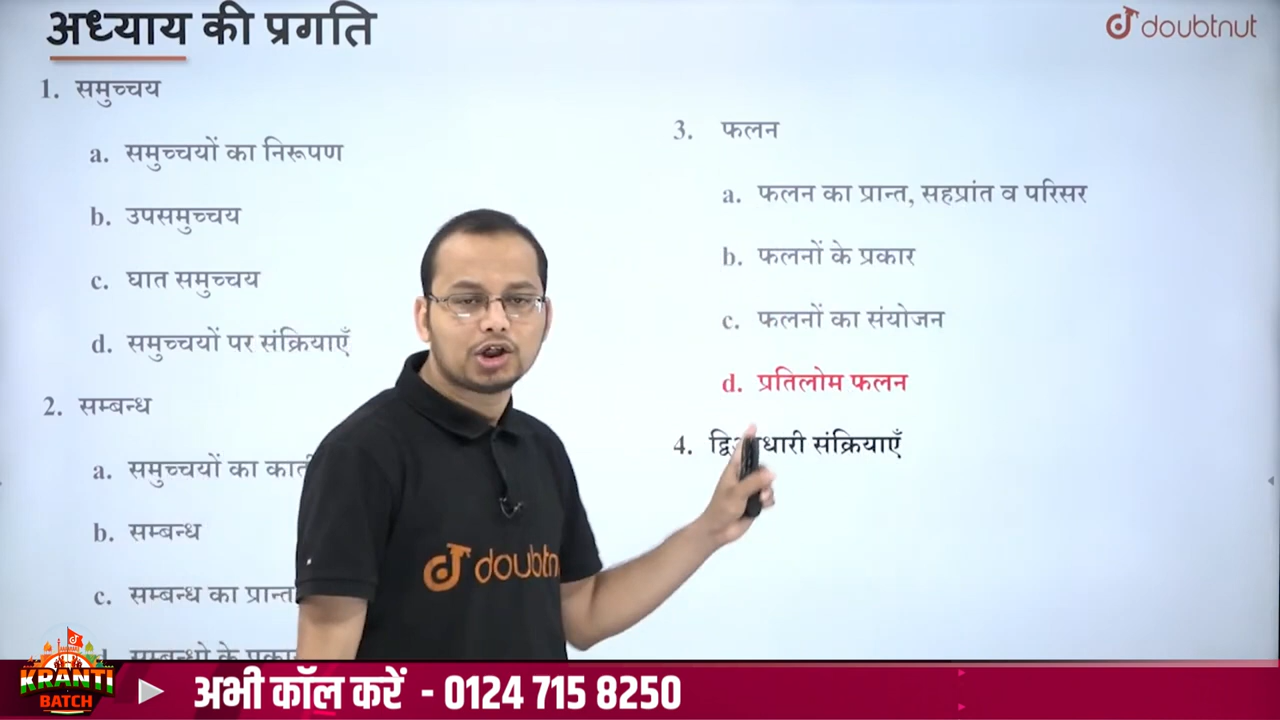 अध्याय की प्रगति
doubtnut
1. समुच्चय
a. समुच्चयों का निरूपण
b. उपसमुच्चय
c. घात समुच्चय
d. समुच्चयों पर संक्रियाएँ
2. सम्बन्ध
a. समुच्चयों का
b. सम्बन्ध
c. सम्बन्ध का प्रान्त
3. फलन
a. फलन का प्रान्त, सहप्रांत व परिसर
b. फलनों के प्रकार
c. फलनों का संयोजन
d. प्रतिलोम फलन
4. संक्रियाएँ
doubtn
KRANTI
BATCH
अभी कॉल करें - 0124 715 8250